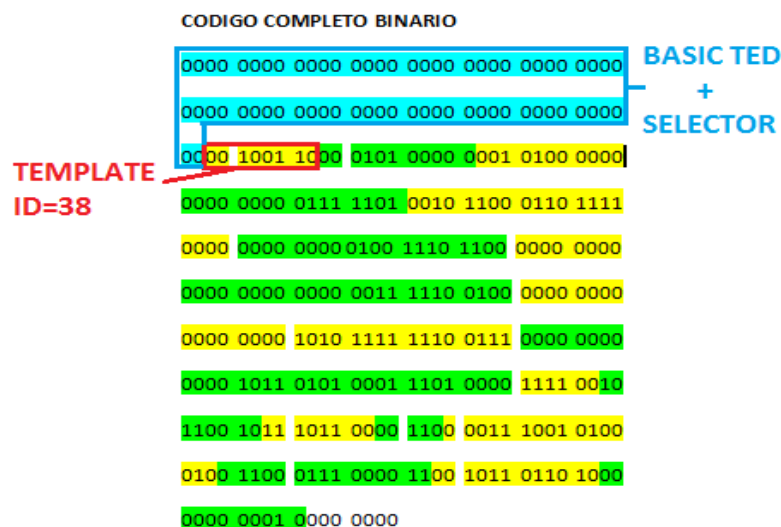 CODIGO COMPLETO BINARIO
0000 0000 0000 0000 0000 0000 0000 0000
BASIC TED
+
SELECTOR
0000 0000 0000 0000 0000 0000 0000 0000
0000 1001 1000 0101 0000 0001 0100 0000
TEMPLATE
ID=38
0000 0000 0111 1101 0010 1100 0110 1111
0000 0000 0000 0100 1110 1100 0000 0000
0000 0000 0000 0011 1110 0100 0000 0000
0000 0000 1010 1111 1110 0111 0000 0000
0000 1011 0101 0001 1101 0000 1111 0010
1100 1011 1011 0000 1100 0011 1001 0100
0100 1100 0111 0000 1100 1011 0110 1000
0000 0001 0000 0000